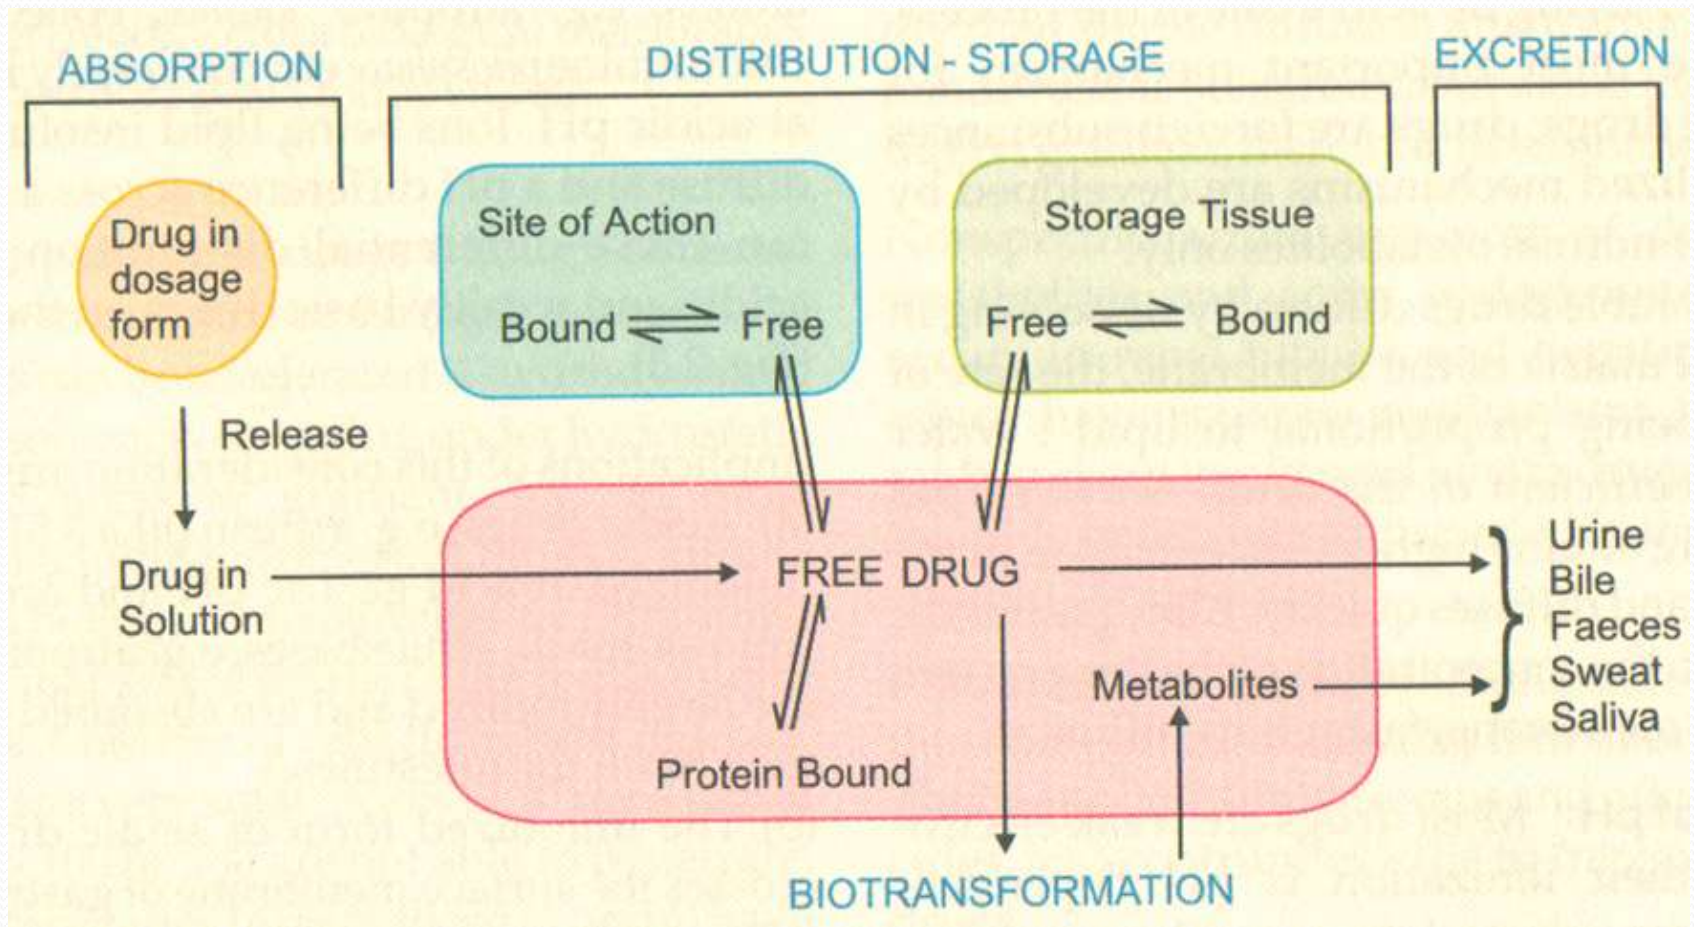 ABSORPTION
DISTRIBUTION - STORAGE
EXCRETION
Drug in
dosage
form
Site of Action
Bound
Free
Storage Tissue
Free
Bound
Release
Drug in
Solution
FREE DRUG
Protein Bound
Metabolites
Urine
Bile
Faeces
Sweat
Saliva
BIOTRANSFORMATION